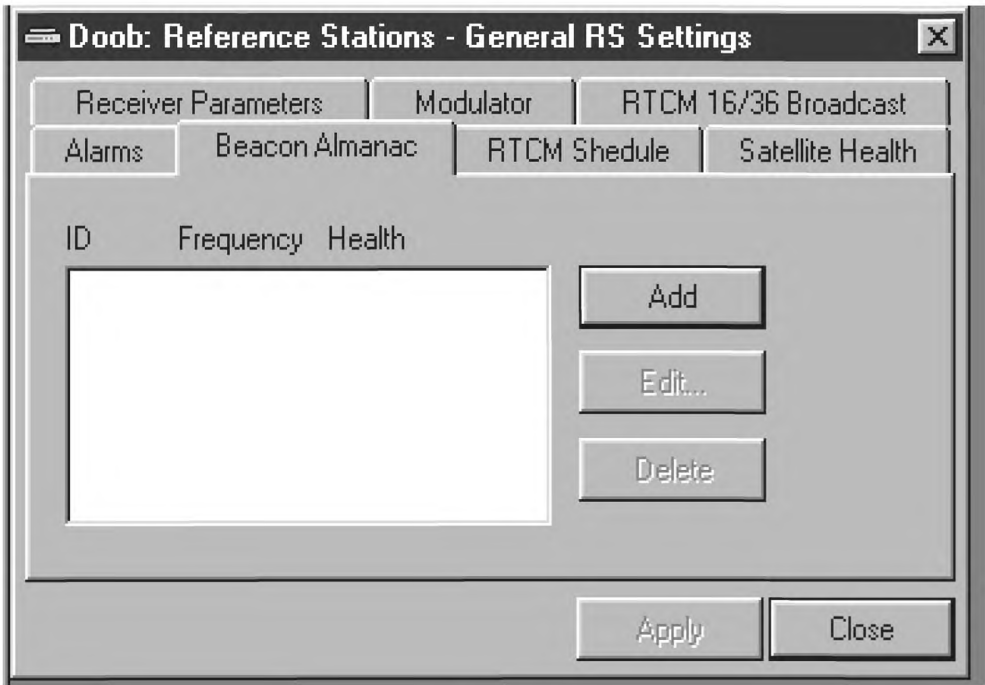 Doob: Reference Stations - General RS Settings
Receiver Parameters
Modulator
RTCM 16/36 Broadcast
Alarms
Beacon Almanac
RTCM Shedule
Satellite Health
ID Frequency Health
Add
Edit...
Delete
Apply
Close